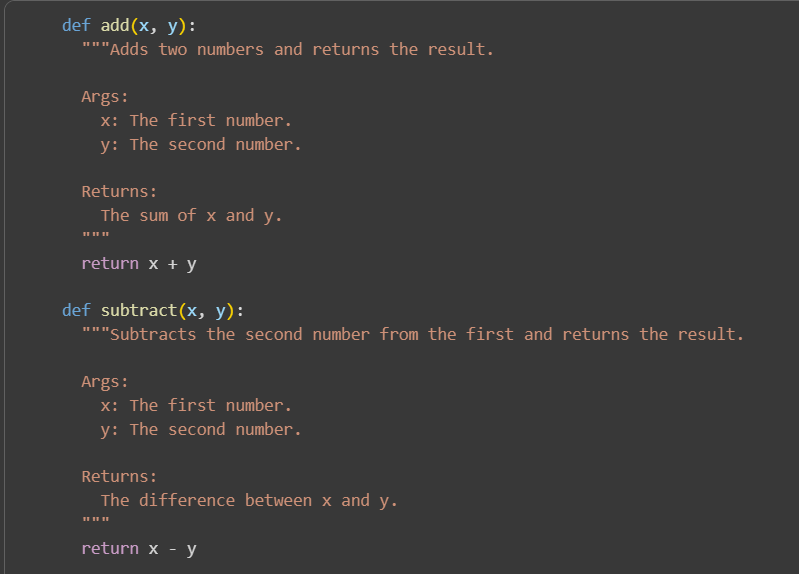 def add(x, y):
"""Adds two numbers and returns the result.
Args:
x: The first number.
y: The second number.
Returns:
The sum of x and y.
"""
return x + y
def subtract(x, y):
"""Subtracts the second number from the first and returns the result.
Args:
x: The first number.
y: The second number.
Returns:
The difference between x and y.
"""
return x - y